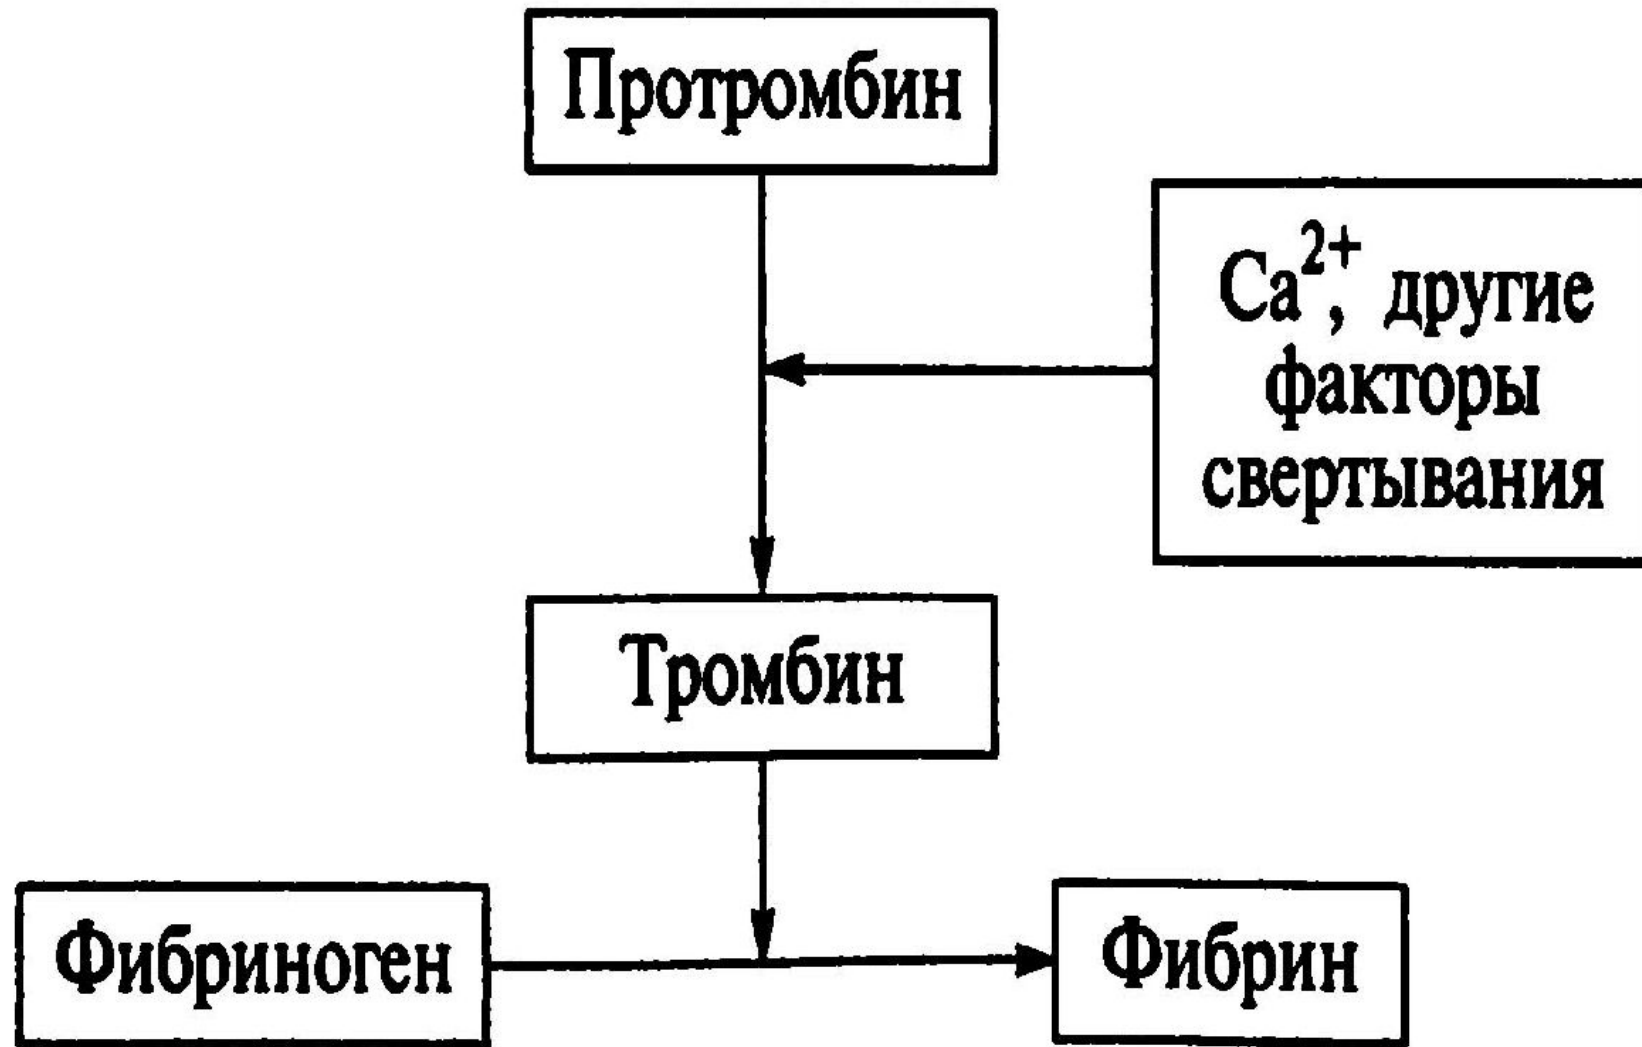 Протромбин
Ca²⁺, другие
факторы
свертывания
Тромбин
Фибриноген
Фибрин